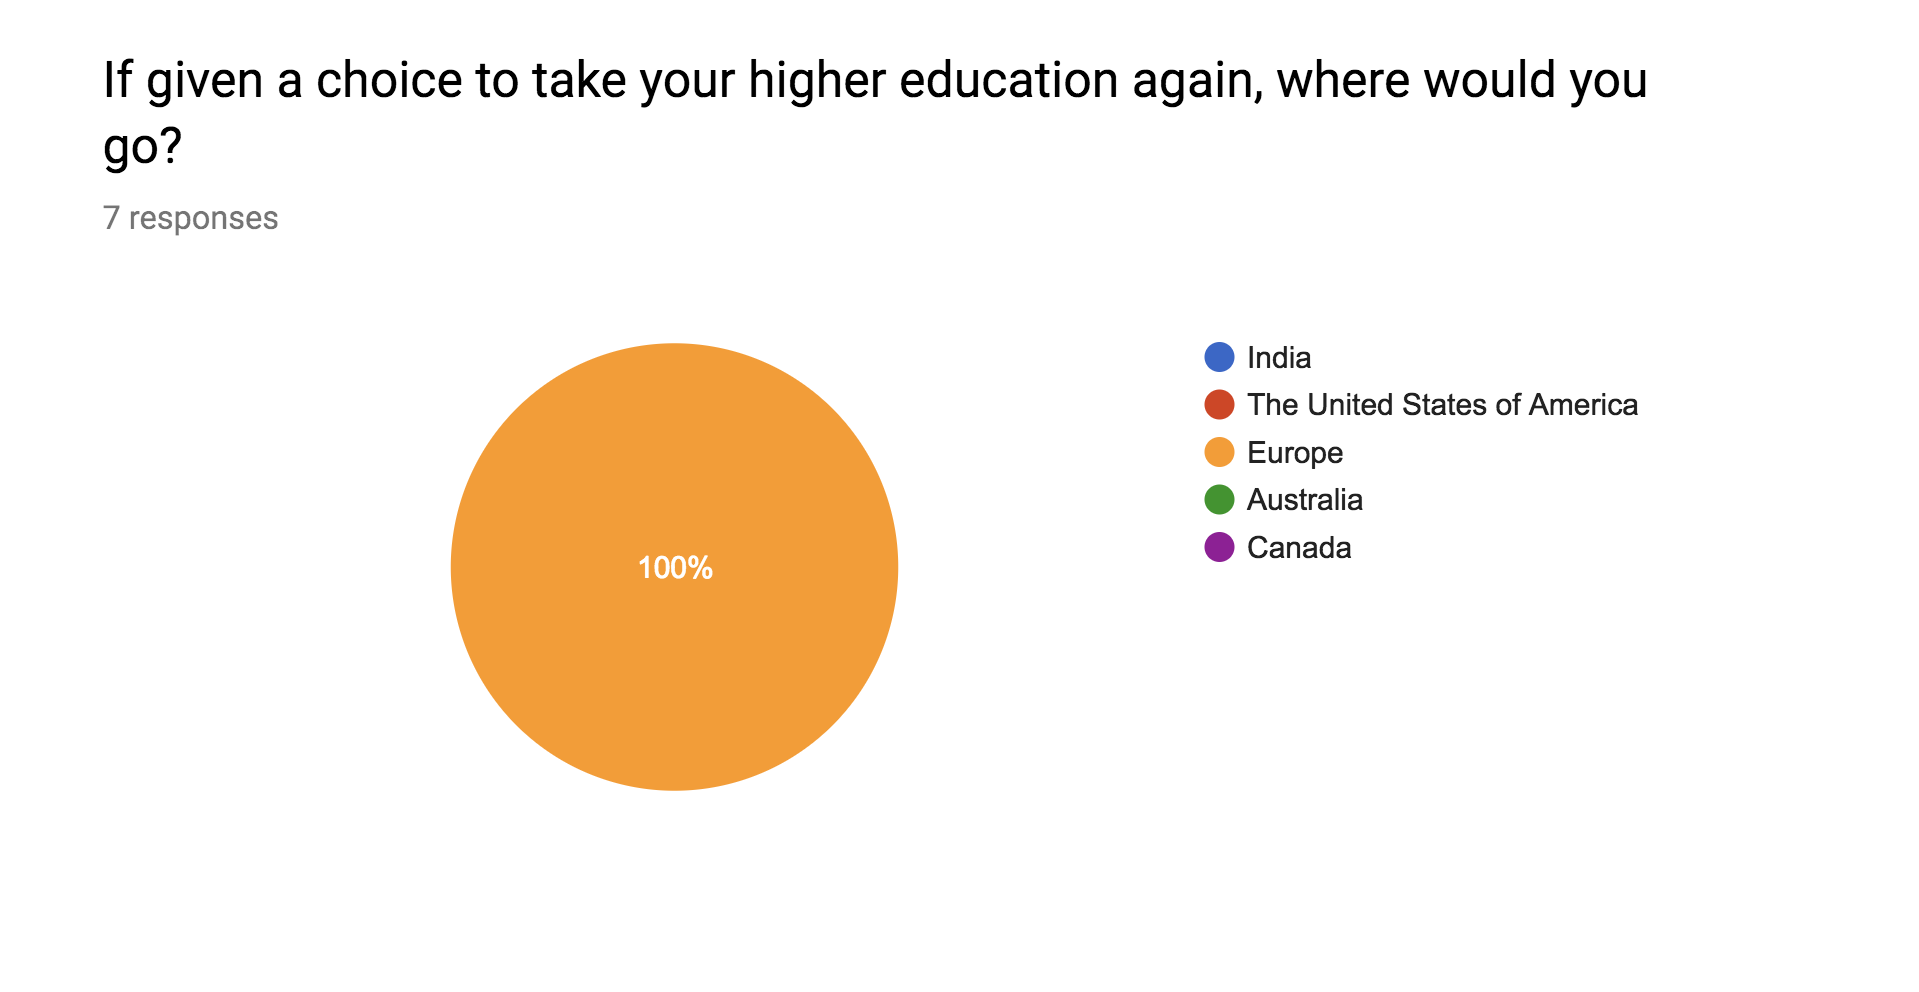 If given a choice to take your higher education again, where would you
go?
7 responses
100%
India
The United States of America
Europe
Australia
Canada